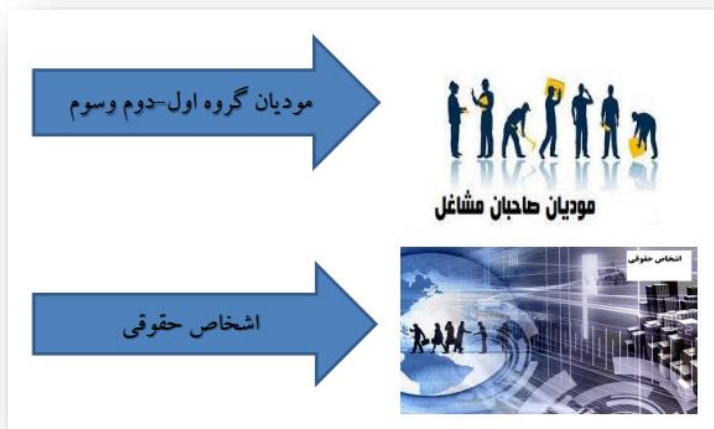 مودیان گروه اول-دوم وسوم
مودیان صاحبان مشاغل
اشخاص حقوقی
اشخاص حقوقی